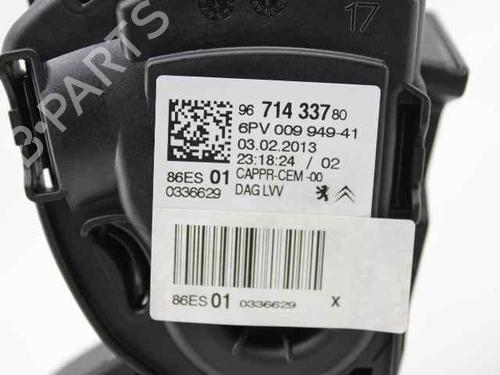 17
B-PARTS
96 714 337 80
6PV 009 949-41
03.02.2013
23:18:24 / 02
86ES 01 CAPPR-CEM -00
0336629 DAG LVV
86ES 01 0336629 X